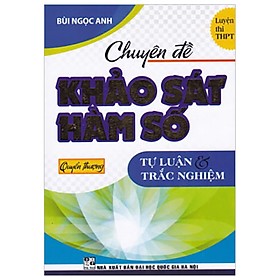 BÙI NGỌC ANH
Luyện
thi
THPT
Chuyên đề
KHẢO SÁT
HÀM SỐ
Quyển thượng
TỰ LUẬN &
TRẮC NGHIỆM
NHÀ XUẤT BẢN ĐẠI HỌC QUỐC GIA HÀ NỘI